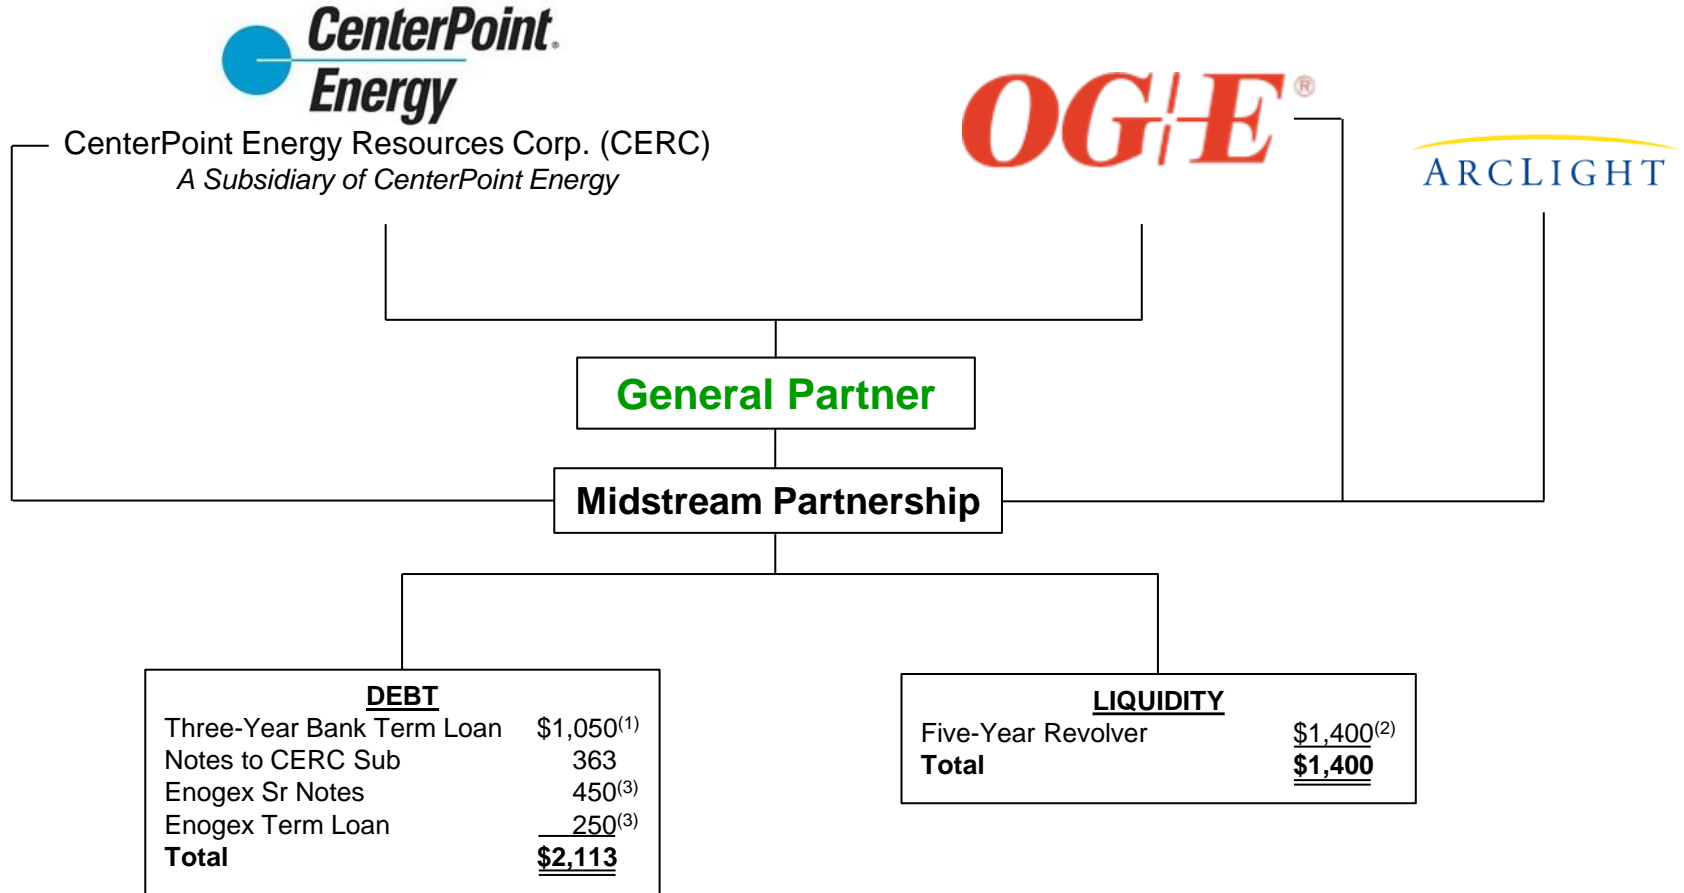 CenterPoint.
Energy
CenterPoint Energy Resources Corp. (CERC)
A Subsidiary of CenterPoint Energy
OG+E®
ARCLIGHT
General Partner
Midstream Partnership
DEBT
Three-Year Bank Term Loan $1,050(1)
Notes to CERC Sub 363
Enogex Sr Notes 450(3)
Enogex Term Loan 250(3)
Total $2,113
LIQUIDITY
Five-Year Revolver $1,400(2)
Total $1,400